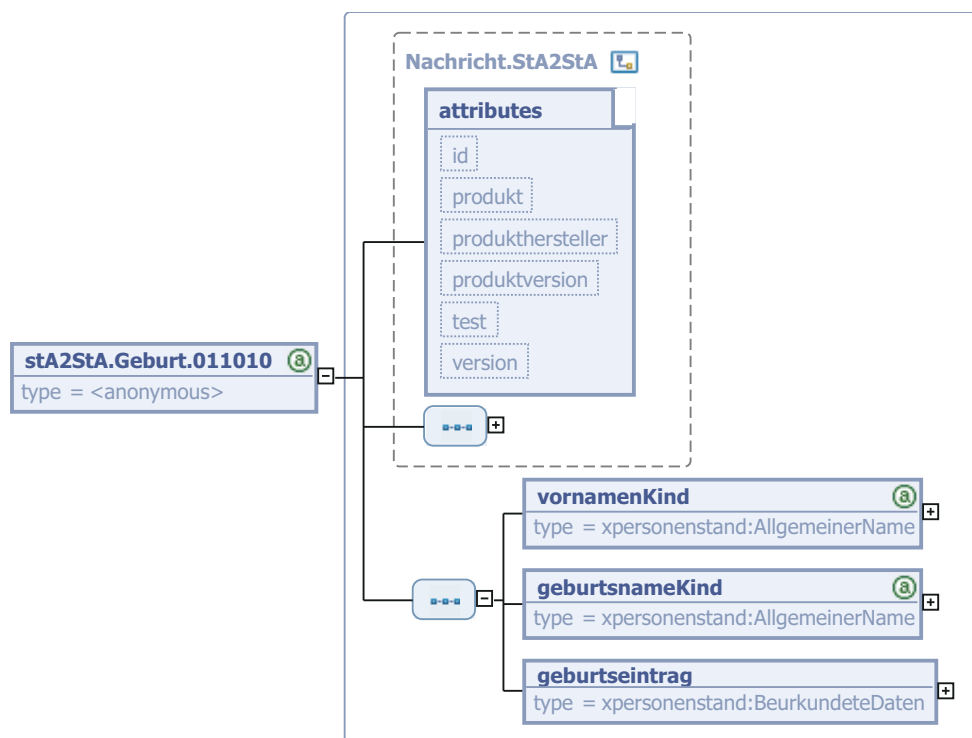 Nachricht.StA2StA
attributes
id
produkt
produkthersteller
produktversion
test
version
stA2StA.Geburt.011010
type = <anonymous>
vornamenKind
type = xpersonenstand:AllgemeinerName
geburtsnameKind
type = xpersonenstand:AllgemeinerName
geburtseintrag
type = xpersonenstand:BeurkundeteDaten